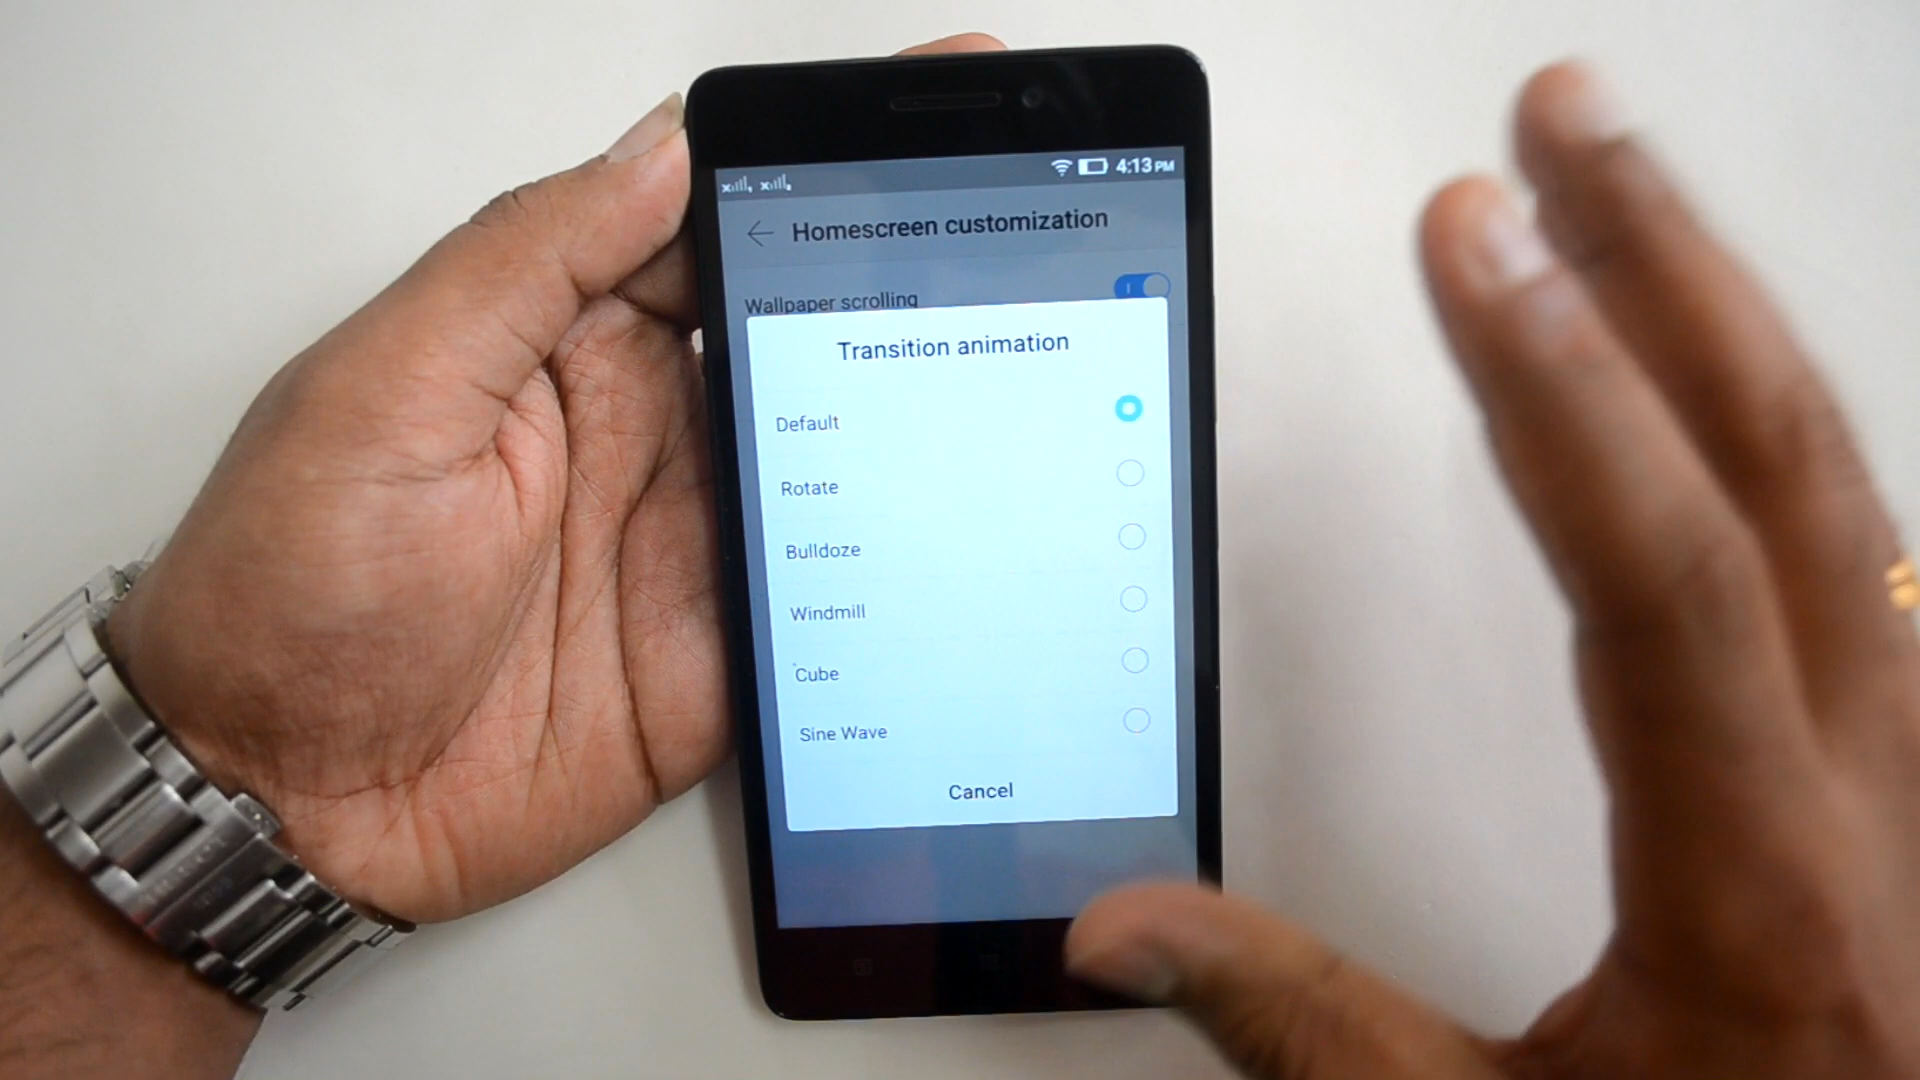 4:13 PM
Homescreen customization
Wallpaper scrolling
Transition animation
Default
Rotate
Bulldoze
Windmill
Cube
Sine Wave
Cancel